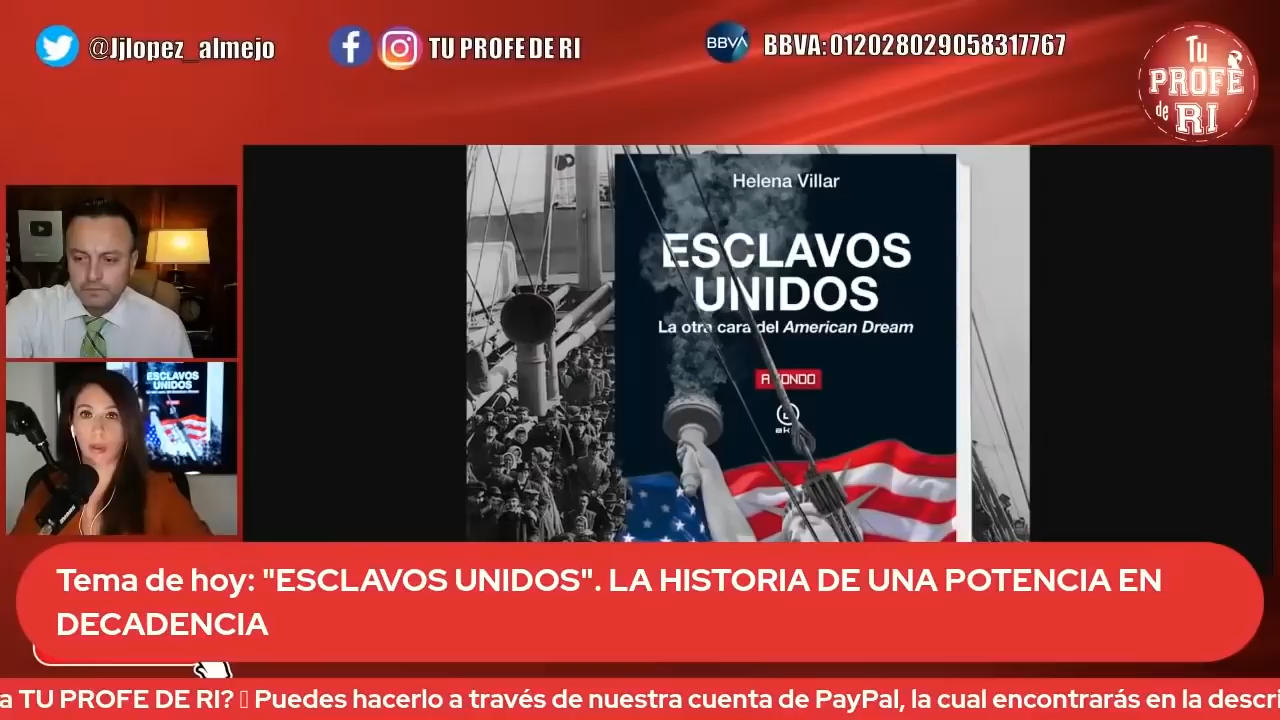 @Jjlopez_almejo
TU PROFE DE RI
BBVA
BBVA: 012028029058317767
Tu
PROFE
de RI
Helena Villar
ESCLAVOS
UNIDOS
La otra cara del American Dream
A FONDO
ESCLAVOS
UNIDOS
Tema de hoy: "ESCLAVOS UNIDOS". LA HISTORIA DE UNA POTENCIA EN
DECADENCIA
a TU PROFE DE RI? Puedes hacerlo a través de nuestra cuenta de PayPal, la cual encontrarás en la descri